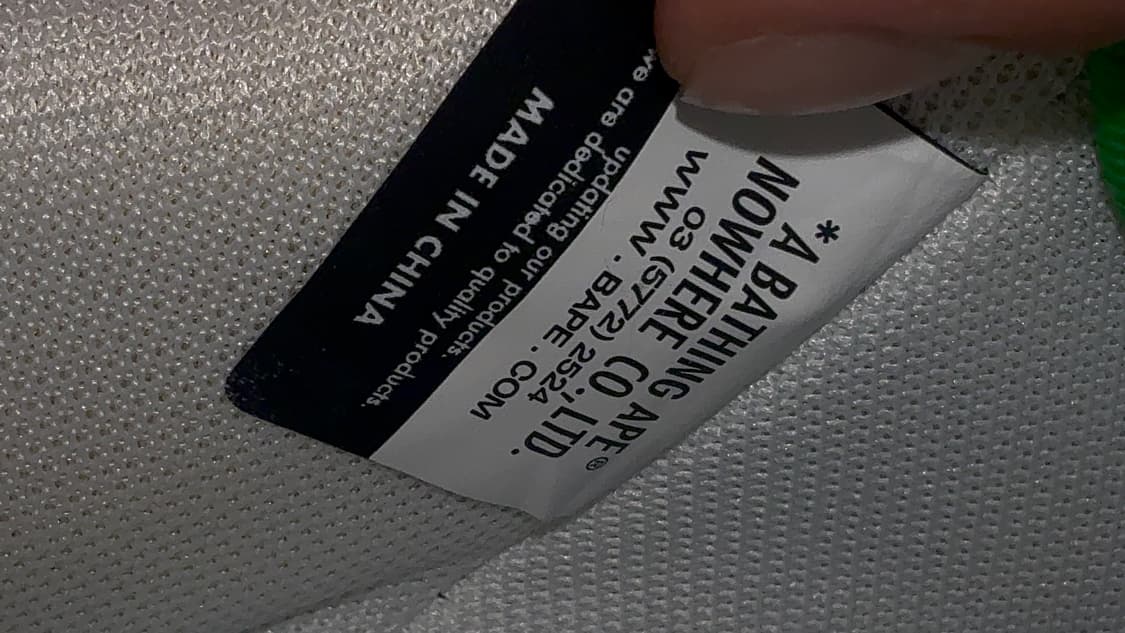 *A BATHING APE®
NOWHERE CO.,LTD.
03 (5772) 2524
WWW.BAPE.COM
updating our products.
we are dedicated to quality products.
MADE IN CHINA